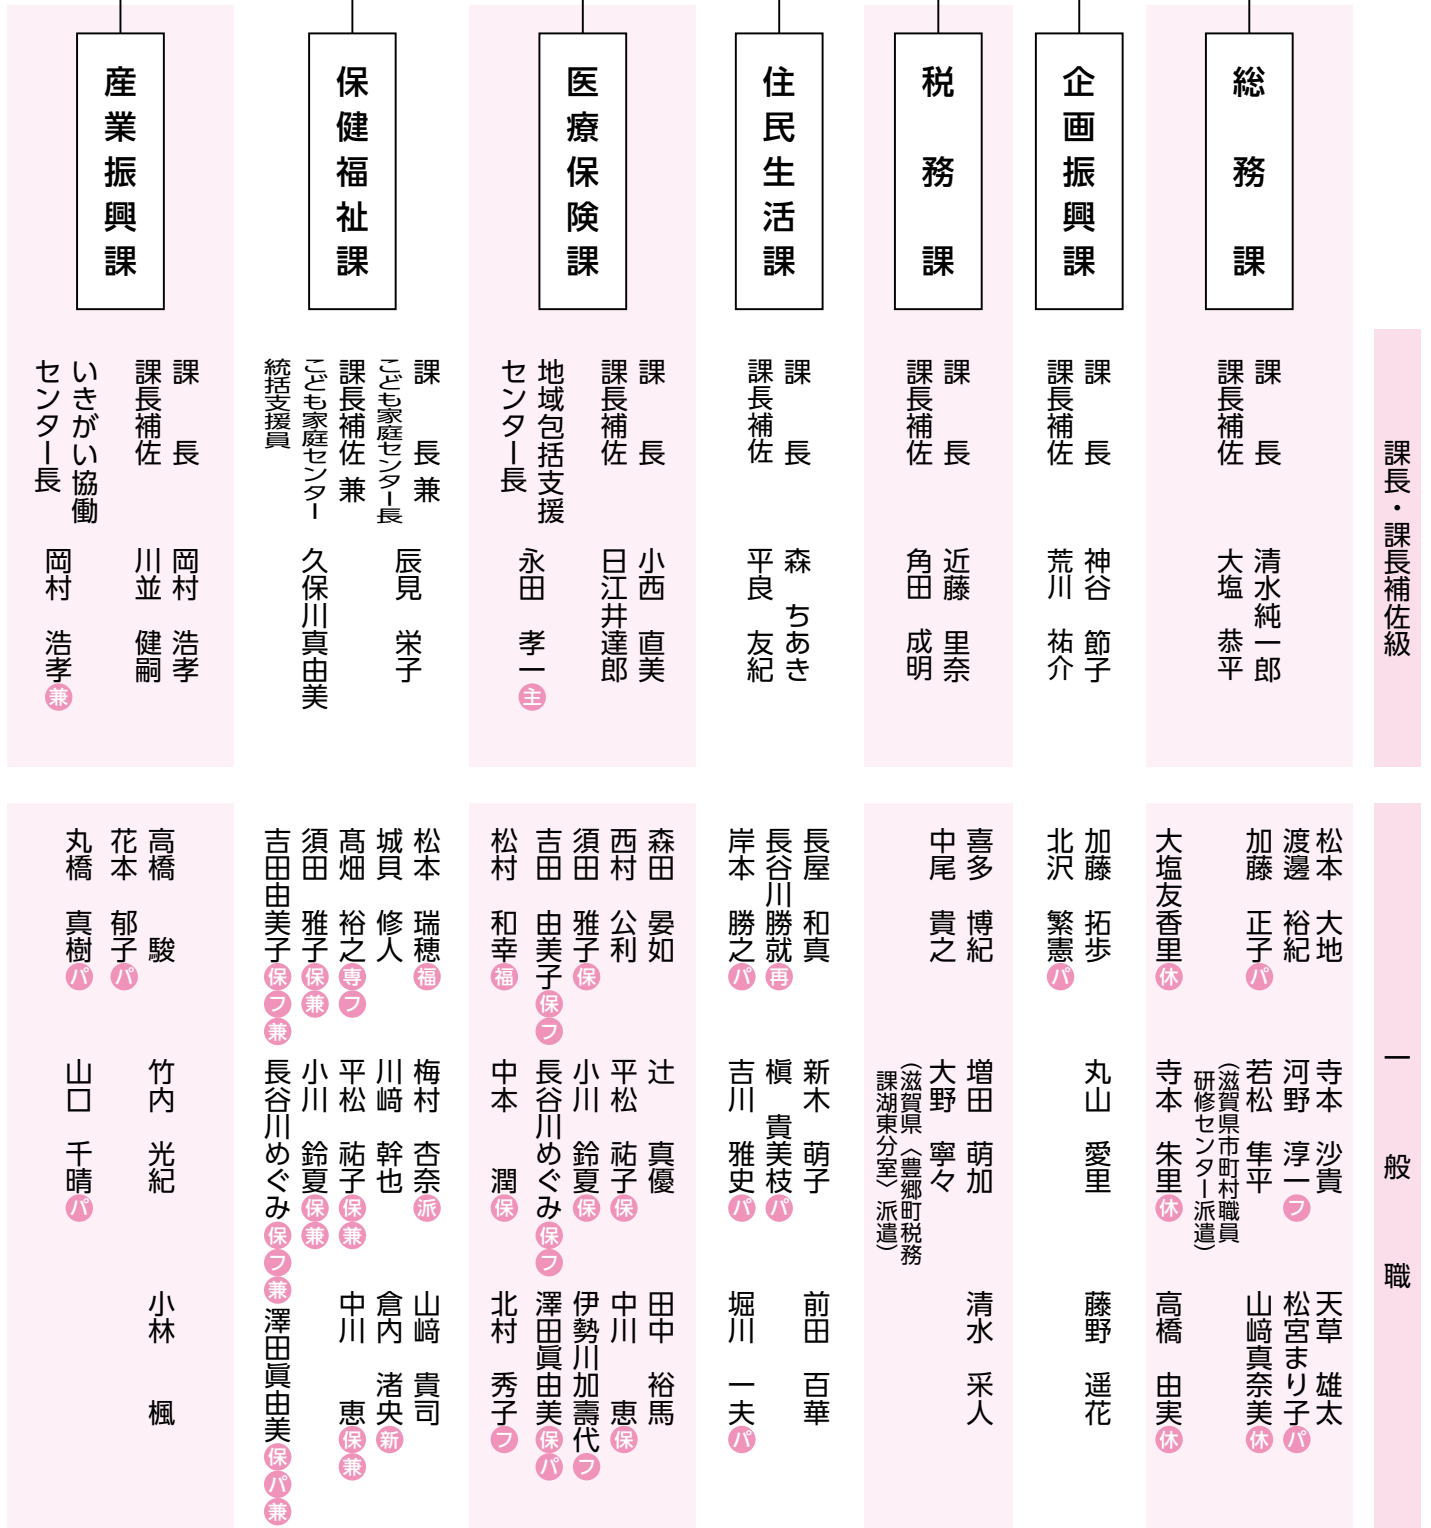 課長・課長補佐級
一般職
総務課
課長 清水純一郎
課長補佐 大塩 恭平
松本 大地 寺本 沙貴 天草 雄太
渡邊 裕紀 河野 淳一フ 松宮まり子パ
加藤 正子パ 若松 隼平 山﨑真奈美休
(滋賀県市町村職員
研修センター派遣)
大塩友香里休 寺本 朱里休 高橋 由実休
企画振興課
課長 神谷 節子
課長補佐 荒川 祐介
加藤 拓歩 丸山 愛里 藤野 遥花
北沢 繁憲パ
税務課
課長 近藤 里奈
課長補佐 角田 成明
喜多 博紀 増田 萌加 清水 采人
中尾 貴之 大野 寧々
(滋賀県〈豊郷町税務
課湖東分室〉派遣)
住民生活課
課長 森 ちあき
課長補佐 平良 友紀
長屋 和真 新木 萌子 前田 百華
長谷川勝就再 槇 貴美枝パ
岸本 勝之パ 吉川 雅史パ 堀川 一夫パ
医療保険課
課長 小西 直美
課長補佐 日江井達郎
地域包括支援
センター長 永田 孝一主
森田 晏如 辻 真優 田中 裕馬
西村 公利 平松 祐子保 中川 恵保
須田 雅子保 小川 鈴夏保 伊勢川加壽代フ
吉田 由美子保フ 長谷川めぐみ保フ 澤田眞由美保パ
松村 和幸福 中本 潤保 北村 秀子フ
保健福祉課
課長兼
こども家庭センター長 辰見 栄子
課長補佐兼
こども家庭センター
統括支援員 久保川真由美
松本 瑞穂福 梅村 杏奈派 山﨑 貴司
城貝 修人 川﨑 幹也 倉内 渚央新
髙畑 裕之専フ 平松 祐子保兼 中川 恵保兼
須田 雅子保兼 小川 鈴夏保兼
吉田由美子保フ兼 長谷川めぐみ保フ兼 澤田眞由美保パ兼
産業振興課
課長 岡村 浩孝
課長補佐 川並 健嗣
いきがい協働
センター長 岡村 浩孝兼
高橋 駿 竹内 光紀 小林 楓
花本 郁子パ
丸橋 真樹パ 山口 千晴パ